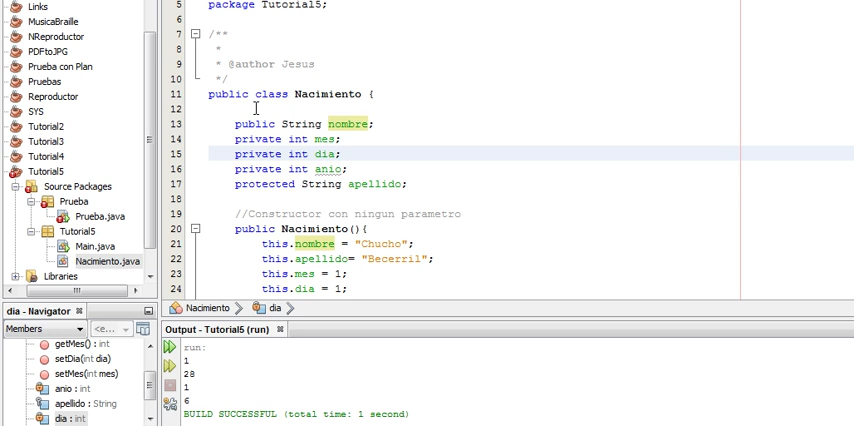 Links
MusicaBraille
NReproductor
PDFtoJPG
Prueba con Plan
Pruebas
Reproductor
SYS
Tutorial2
Tutorial3
Tutorial4
Tutorial5
Source Packages
Prueba
Prueba.java
Tutorial5
Main.java
Nacimiento.java
Libraries
dia - Navigator
Members
<e...
getMes() : int
setDia(int dia)
setMes(int mes)
anio : int
apellido : String
dia : int
5 package Tutorial5;
6
7 /**
8 *
9 * @author Jesus
10 */
11 public class Nacimiento {
12
13 public String nombre;
14 private int mes;
15 private int dia;
16 private int anio;
17 protected String apellido;
18
19 //Constructor con ningun parametro
20 public Nacimiento(){
21 this.nombre = "Chucho";
22 this.apellido= "Becerril";
23 this.mes = 1;
24 this.dia = 1;
Nacimiento
dia
Output - Tutorial5 (run)
run:
1
28
1
6
BUILD SUCCESSFUL (total time: 1 second)